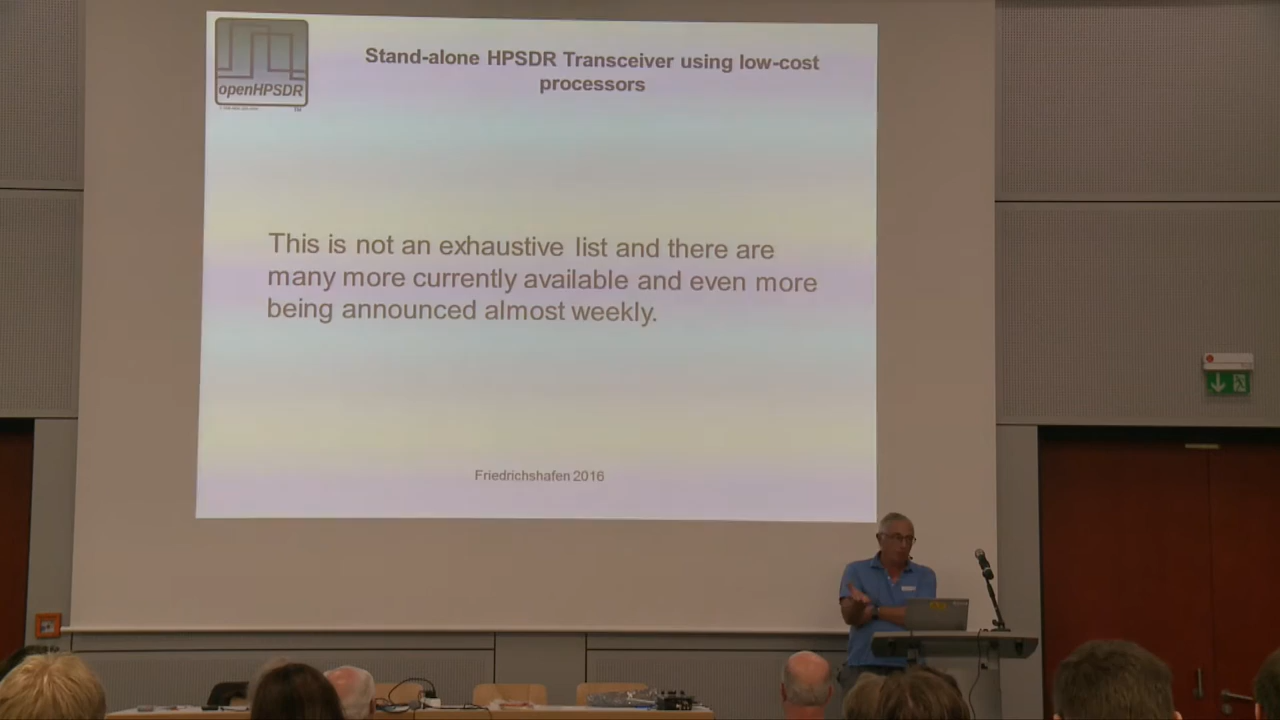 openHPSDR
TM
Stand-alone HPSDR Transceiver using low-cost
processors
This is not an exhaustive list and there are
many more currently available and even more
being announced almost weekly.
Friedrichshafen 2016